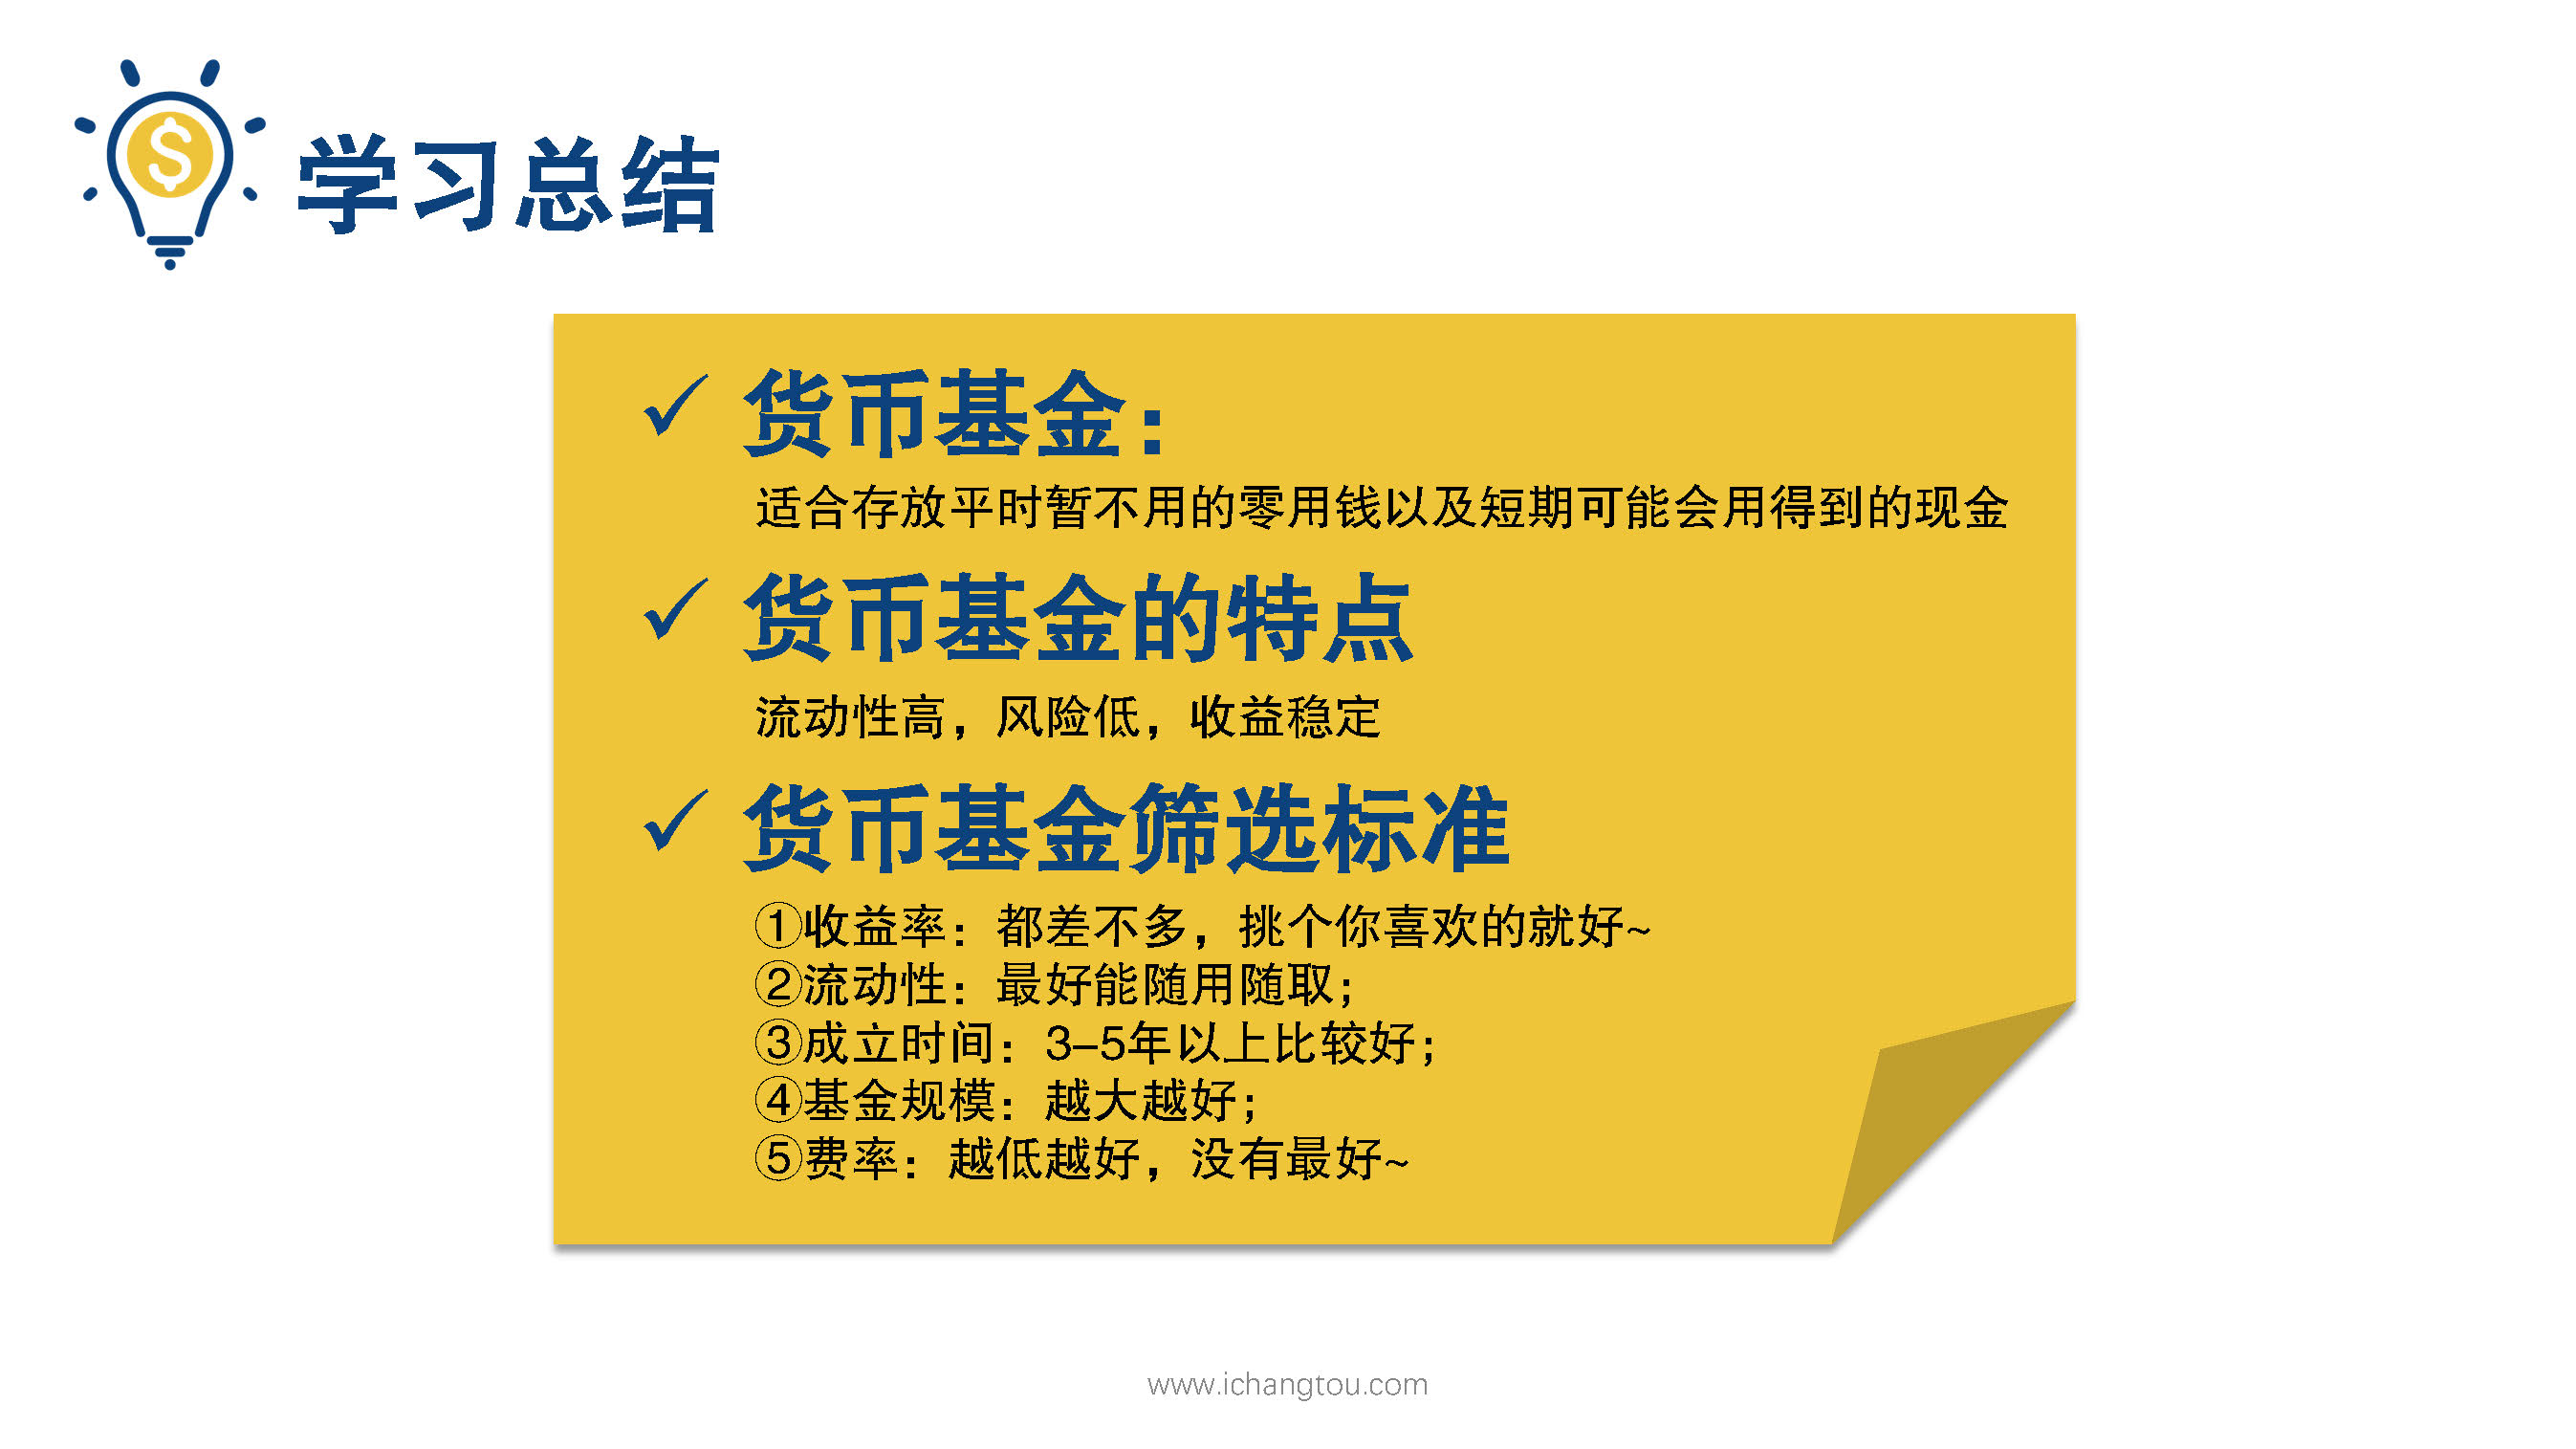 学习总结
✓ 货币基金：
适合存放平时暂不用的零用钱以及短期可能会用得到的现金
✓ 货币基金的特点
流动性高，风险低，收益稳定
✓ 货币基金筛选标准
①收益率：都差不多，挑个你喜欢的就好~
②流动性：最好能随用随取；
③成立时间：3–5年以上比较好；
④基金规模：越大越好；
⑤费率：越低越好，没有最好~
www.ichangtou.com